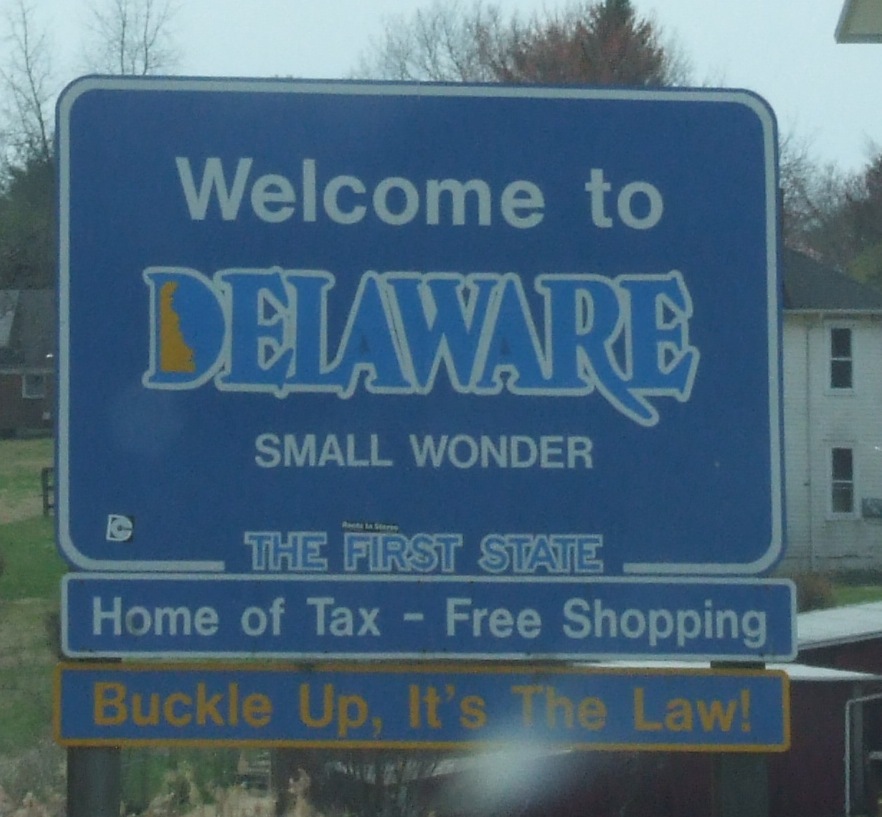 Welcome to
DELAWARE
SMALL WONDER
THE FIRST STATE
Home of Tax - Free Shopping
Buckle Up, It's The Law!